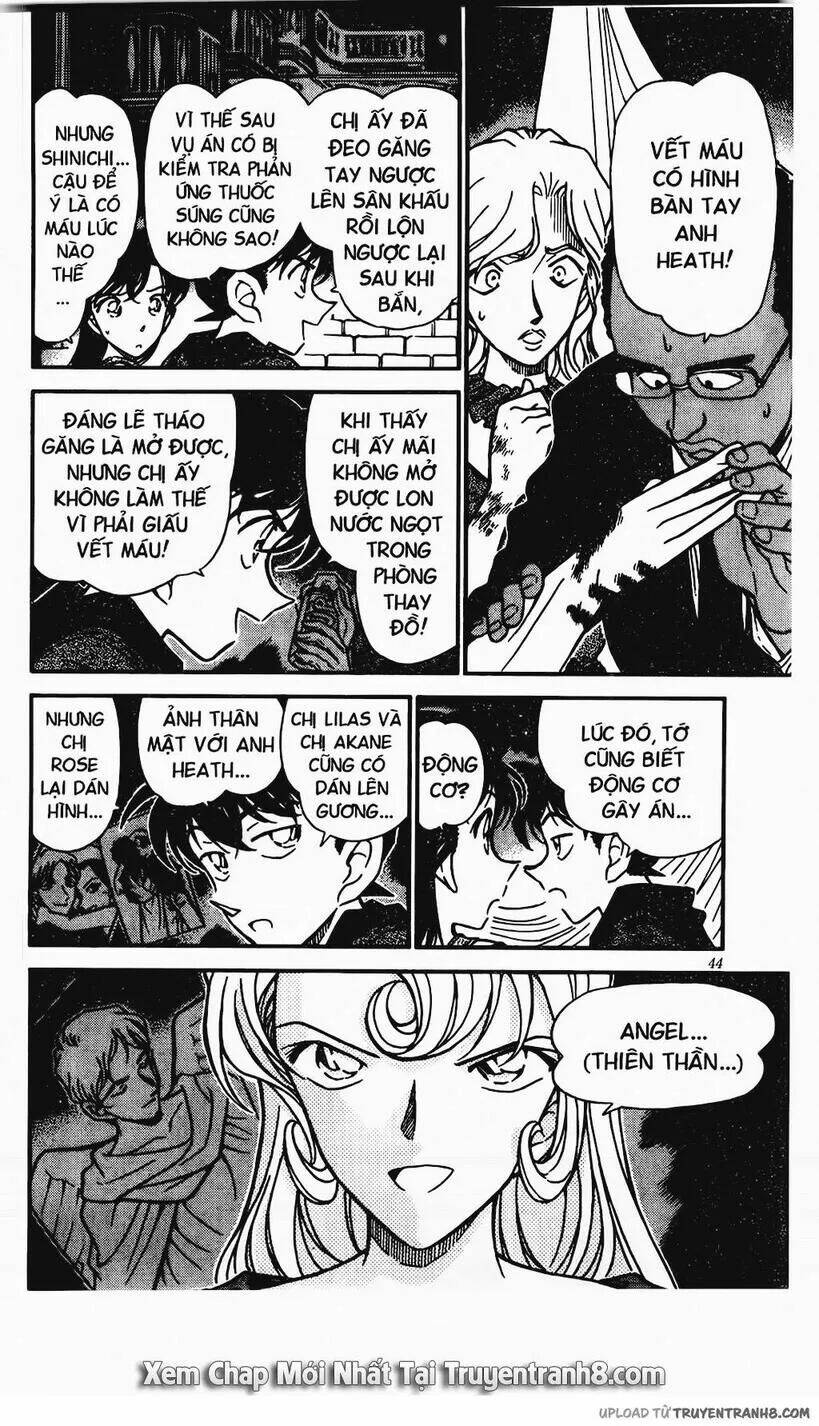 VẾT MÁU
CÓ HÌNH
BÀN TAY
ANH
HEATH!
CHỊ ẤY ĐÃ
ĐEO GĂNG
TAY NGƯỢC
LÊN SÂN KHẤU
RỒI LỘN
NGƯỢC LẠI
SAU KHI
BẮN,
VÌ THẾ SAU
VỤ ÁN CÓ BỊ
KIỂM TRA PHẢN
ỨNG THUỐC
SÚNG CŨNG
KHÔNG SAO!
NHƯNG
SHINICHI...
CẬU ĐỂ
Ý LÀ CÓ
MÁU LÚC
NÀO
THẾ
...
KHI THẤY
CHỊ ẤY MÃI
KHÔNG MỞ
ĐƯỢC LON
NƯỚC NGỌT
TRONG
PHÒNG
THAY
ĐỒ!
ĐÁNG LẼ THÁO
GĂNG LÀ MỞ ĐƯỢC,
NHƯNG CHỊ ẤY
KHÔNG LÀM THẾ
VÌ PHẢI GIẤU
VẾT MÁU!
LÚC ĐÓ, TỚ
CŨNG BIẾT
ĐỘNG CƠ
GÂY ÁN...
ĐỘNG
CƠ?
CHỊ LILAS VÀ
CHỊ AKANE
CŨNG CÓ
DÁN LÊN
GƯƠNG...
ẢNH THÂN
MẬT VỚI ANH
HEATH...
NHƯNG
CHỊ
ROSE
LẠI DÁN
HÌNH...
44
ANGEL...
(THIÊN THẦN...)
Xem Chap Mới Nhất Tại Truyentranh8.com
UPLOAD TỪ TRUYENTRANH8.COM